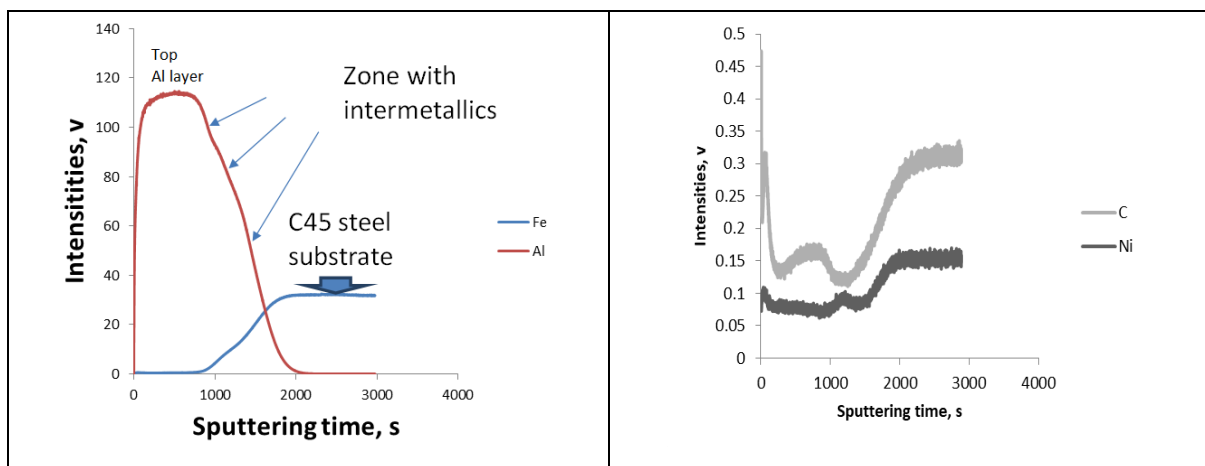 140
120
100
80
60
40
20
0
Intensitities, v
Top
Al layer
Zone with
intermetallics
C45 steel
substrate
Fe
Al
0 1000 2000 3000 4000
Sputtering time, s
0.5
0.45
0.4
0.35
0.3
0.25
0.2
0.15
0.1
0.05
0
Intensities, v
C
Ni
0 1000 2000 3000 4000
Sputtering time, s